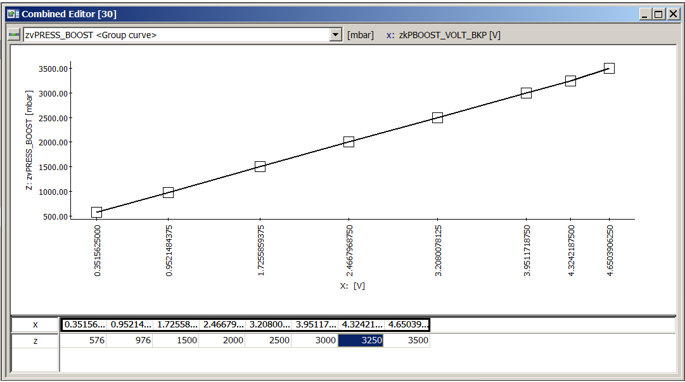 Combined Editor [30]
zvPRESS_BOOST <Group curve> [mbar] x: zkPBOOST_VOLT_BKP [V]
Z: zvPRESS_BOOST [mbar]
3500.00
3000.00
2500.00
2000.00
1500.00
1000.00
500.00
0.3515625000
0.9521484375
1.7255859375
2.4667968750
3.2080078125
3.9511718750
4.3242187500
4.6503906250
X: [V]
x 0.35156... 0.95214... 1.72558... 2.46679... 3.20800... 3.95117... 4.32421... 4.65039...
z 576 976 1500 2000 2500 3000 3250 3500